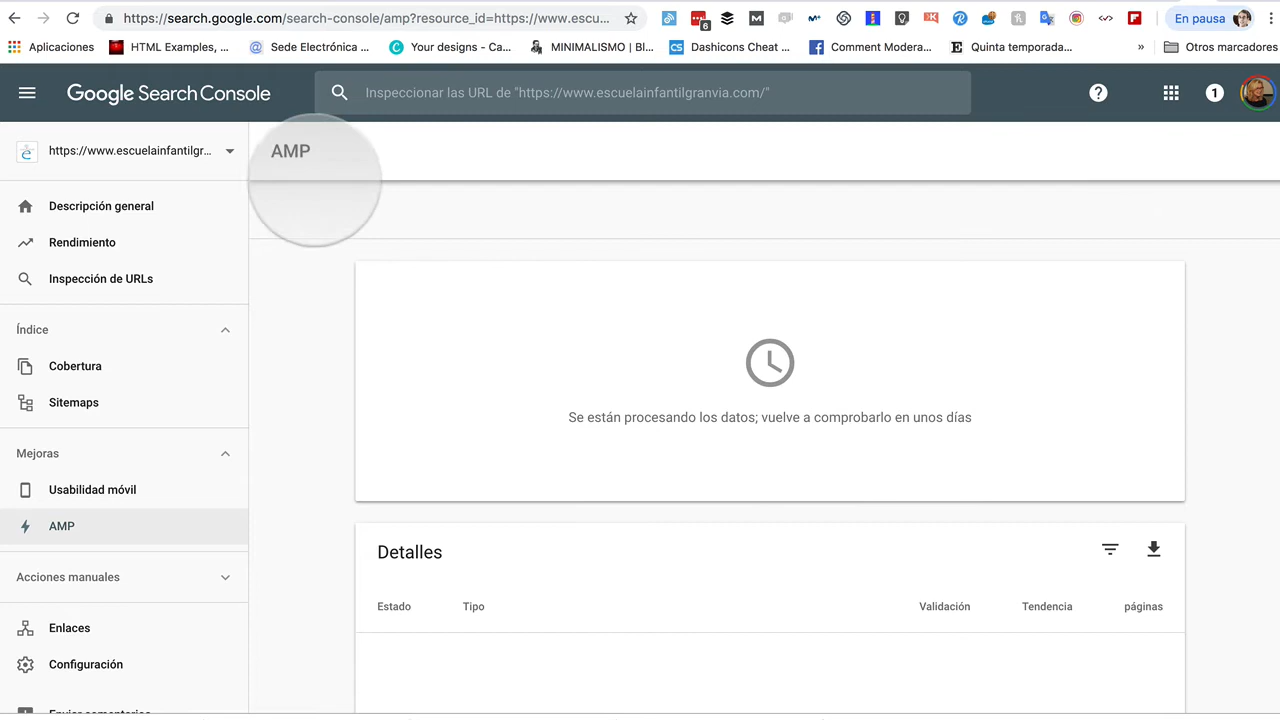 https://search.google.com/search-console/amp?resource_id=https://www.escu...
6
En pausa
Aplicaciones
HTML Examples, ...
Sede Electrónica ...
Your designs - Ca...
MINIMALISMO | Bl...
CS Dashicons Cheat ...
Comment Modera...
Quinta temporada...
»
Otros marcadores
Google Search Console
Inspeccionar las URL de "https://www.escuelainfantilgranvia.com/"
1
https://www.escuelainfantilgr...
AMP
Descripción general
Rendimiento
Inspección de URLs
Índice
Cobertura
Sitemaps
Mejoras
Usabilidad móvil
AMP
Acciones manuales
Enlaces
Configuración
Se están procesando los datos; vuelve a comprobarlo en unos días
Detalles
Estado
Tipo
Validación
Tendencia
páginas